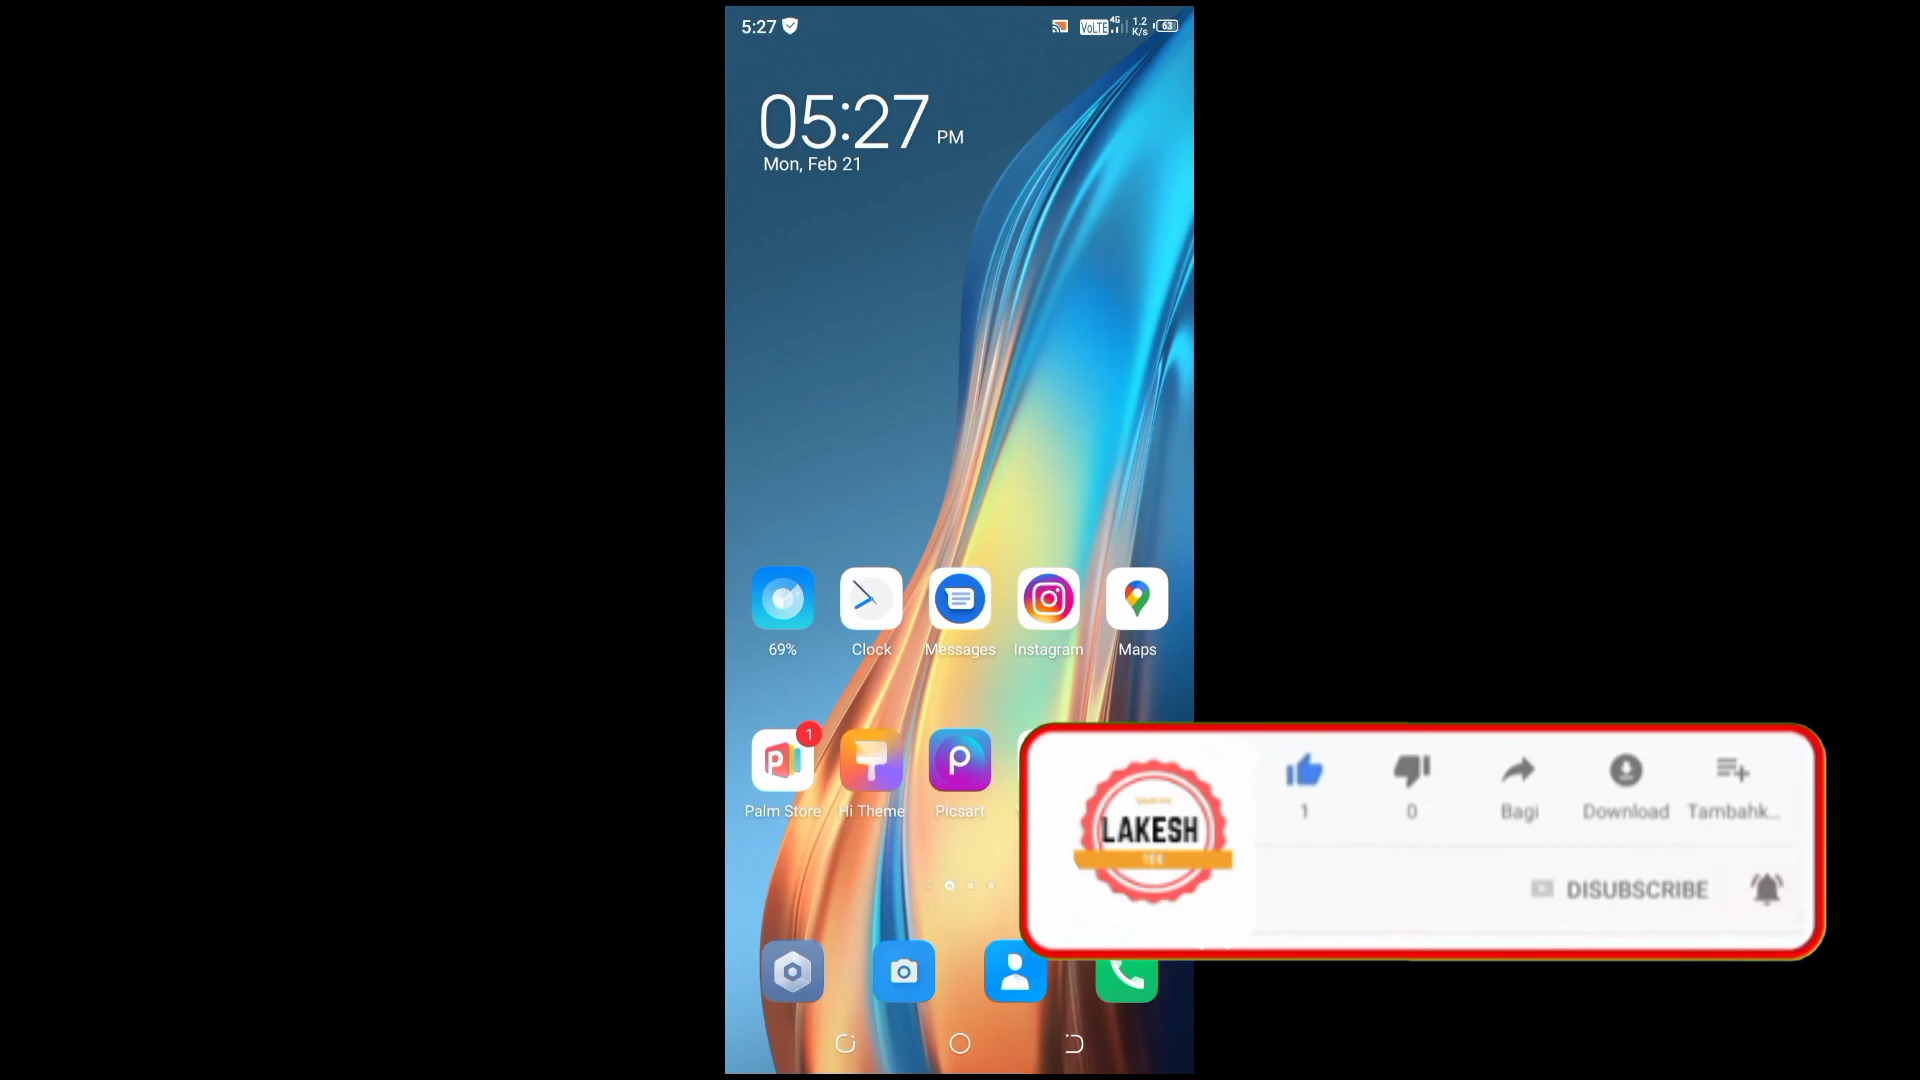 5:27
VoLTE 4G 1.2 K/s 63
05:27 PM
Mon, Feb 21
69% Clock Messages Instagram Maps
1
Palm Store Hi Theme Picsart
1 0 Bagi Download Tambahk...
LAKESH
TEK
DISUBSCRIBE